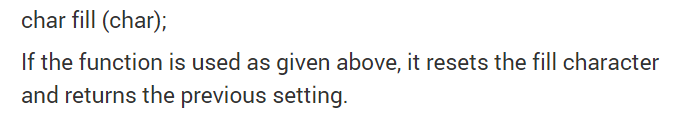 char fill (char);
If the function is used as given above, it resets the fill character
and returns the previous setting.